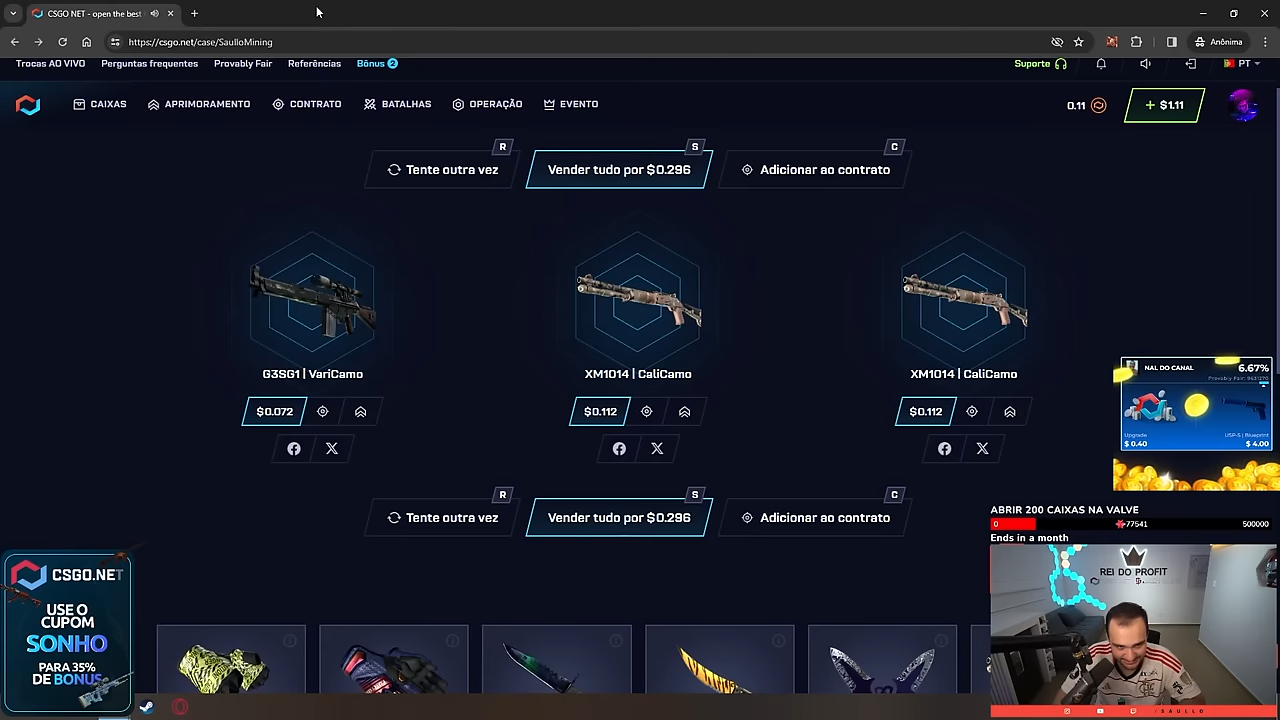 CSGO NET - open the best
https://csgo.net/case/SaulloMining
Anônima
Trocas AO VIVO
Perguntas frequentes
Provably Fair
Referências
Bônus 2
Suporte
PT
CAIXAS
APRIMORAMENTO
CONTRATO
BATALHAS
OPERAÇÃO
EVENTO
0.11
+ $1.11
R
Tente outra vez
S
Vender tudo por $0.296
C
Adicionar ao contrato
G3SG1 | VariCamo
XM1014 | CaliCamo
XM1014 | CaliCamo
$0.072
$0.112
$0.112
R
Tente outra vez
S
Vender tudo por $0.296
C
Adicionar ao contrato
NAL DO CANAL
6.67%
Upgrade
$ 0.40
USP-S | Blueprint
$ 4.00
ABRIR 200 CAIXAS NA VALVE
0
77541
500000
Ends in a month
REI DO PROFIT
CSGO.NET
USE O
CUPOM
SONHO
PARA 35%
DE BONUS
/SAULLO